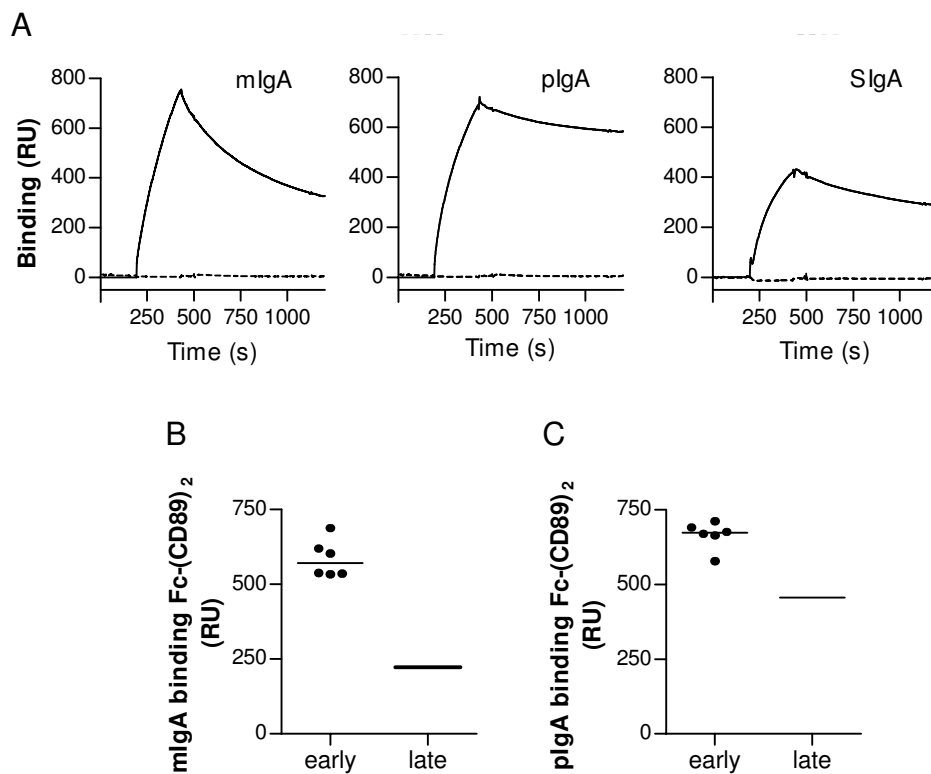 A
mIgA
pIgA
SIgA
Binding (RU)
800
600
400
200
0
250 500 750 1000
Time (s)
800
600
400
200
0
250 500 750 1000
Time (s)
800
600
400
200
0
250 500 750 1000
Time (s)
B
mIgA binding Fc-(CD89)2
(RU)
750
500
250
0
early late
C
pIgA binding Fc-(CD89)2
(RU)
750
500
250
0
early late